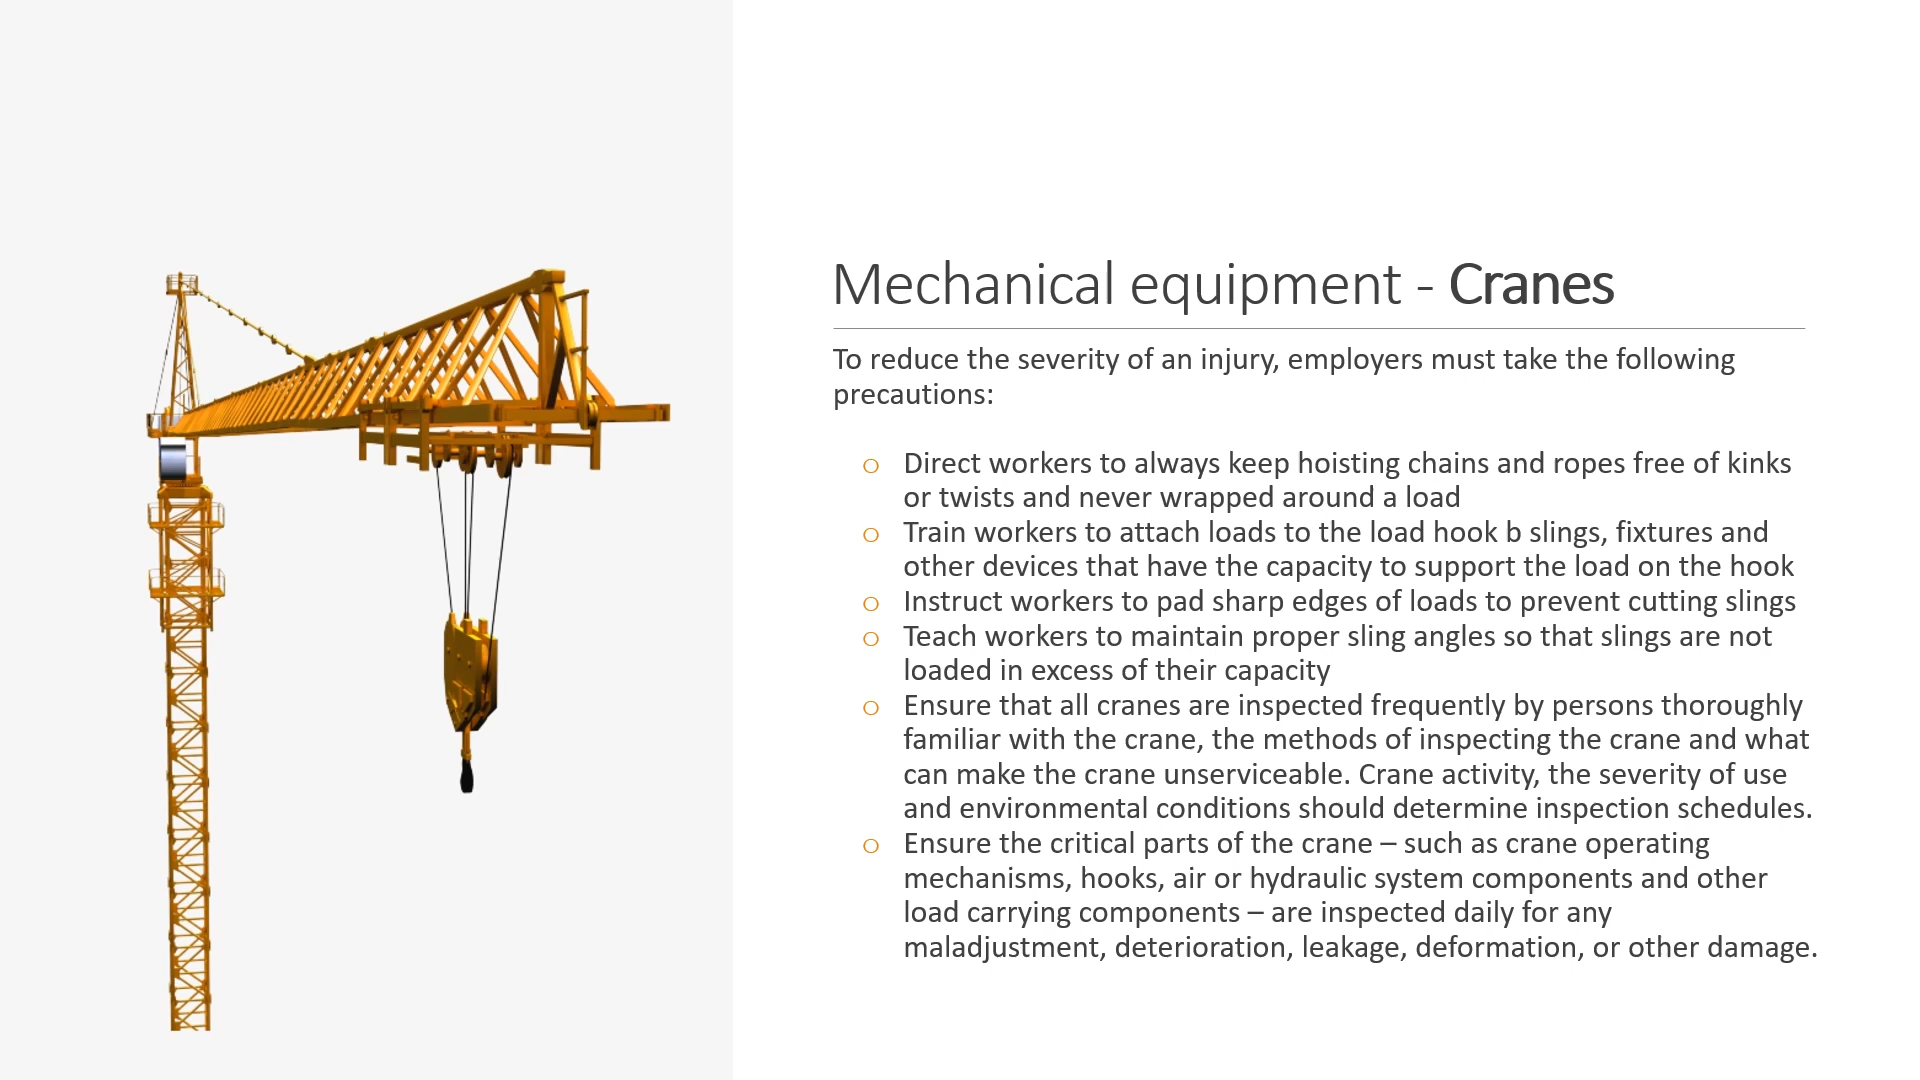 Mechanical equipment - Cranes
To reduce the severity of an injury, employers must take the following
precautions:
o Direct workers to always keep hoisting chains and ropes free of kinks
or twists and never wrapped around a load
o Train workers to attach loads to the load hook b slings, fixtures and
other devices that have the capacity to support the load on the hook
o Instruct workers to pad sharp edges of loads to prevent cutting slings
o Teach workers to maintain proper sling angles so that slings are not
loaded in excess of their capacity
o Ensure that all cranes are inspected frequently by persons thoroughly
familiar with the crane, the methods of inspecting the crane and what
can make the crane unserviceable. Crane activity, the severity of use
and environmental conditions should determine inspection schedules.
o Ensure the critical parts of the crane – such as crane operating
mechanisms, hooks, air or hydraulic system components and other
load carrying components – are inspected daily for any
maladjustment, deterioration, leakage, deformation, or other damage.